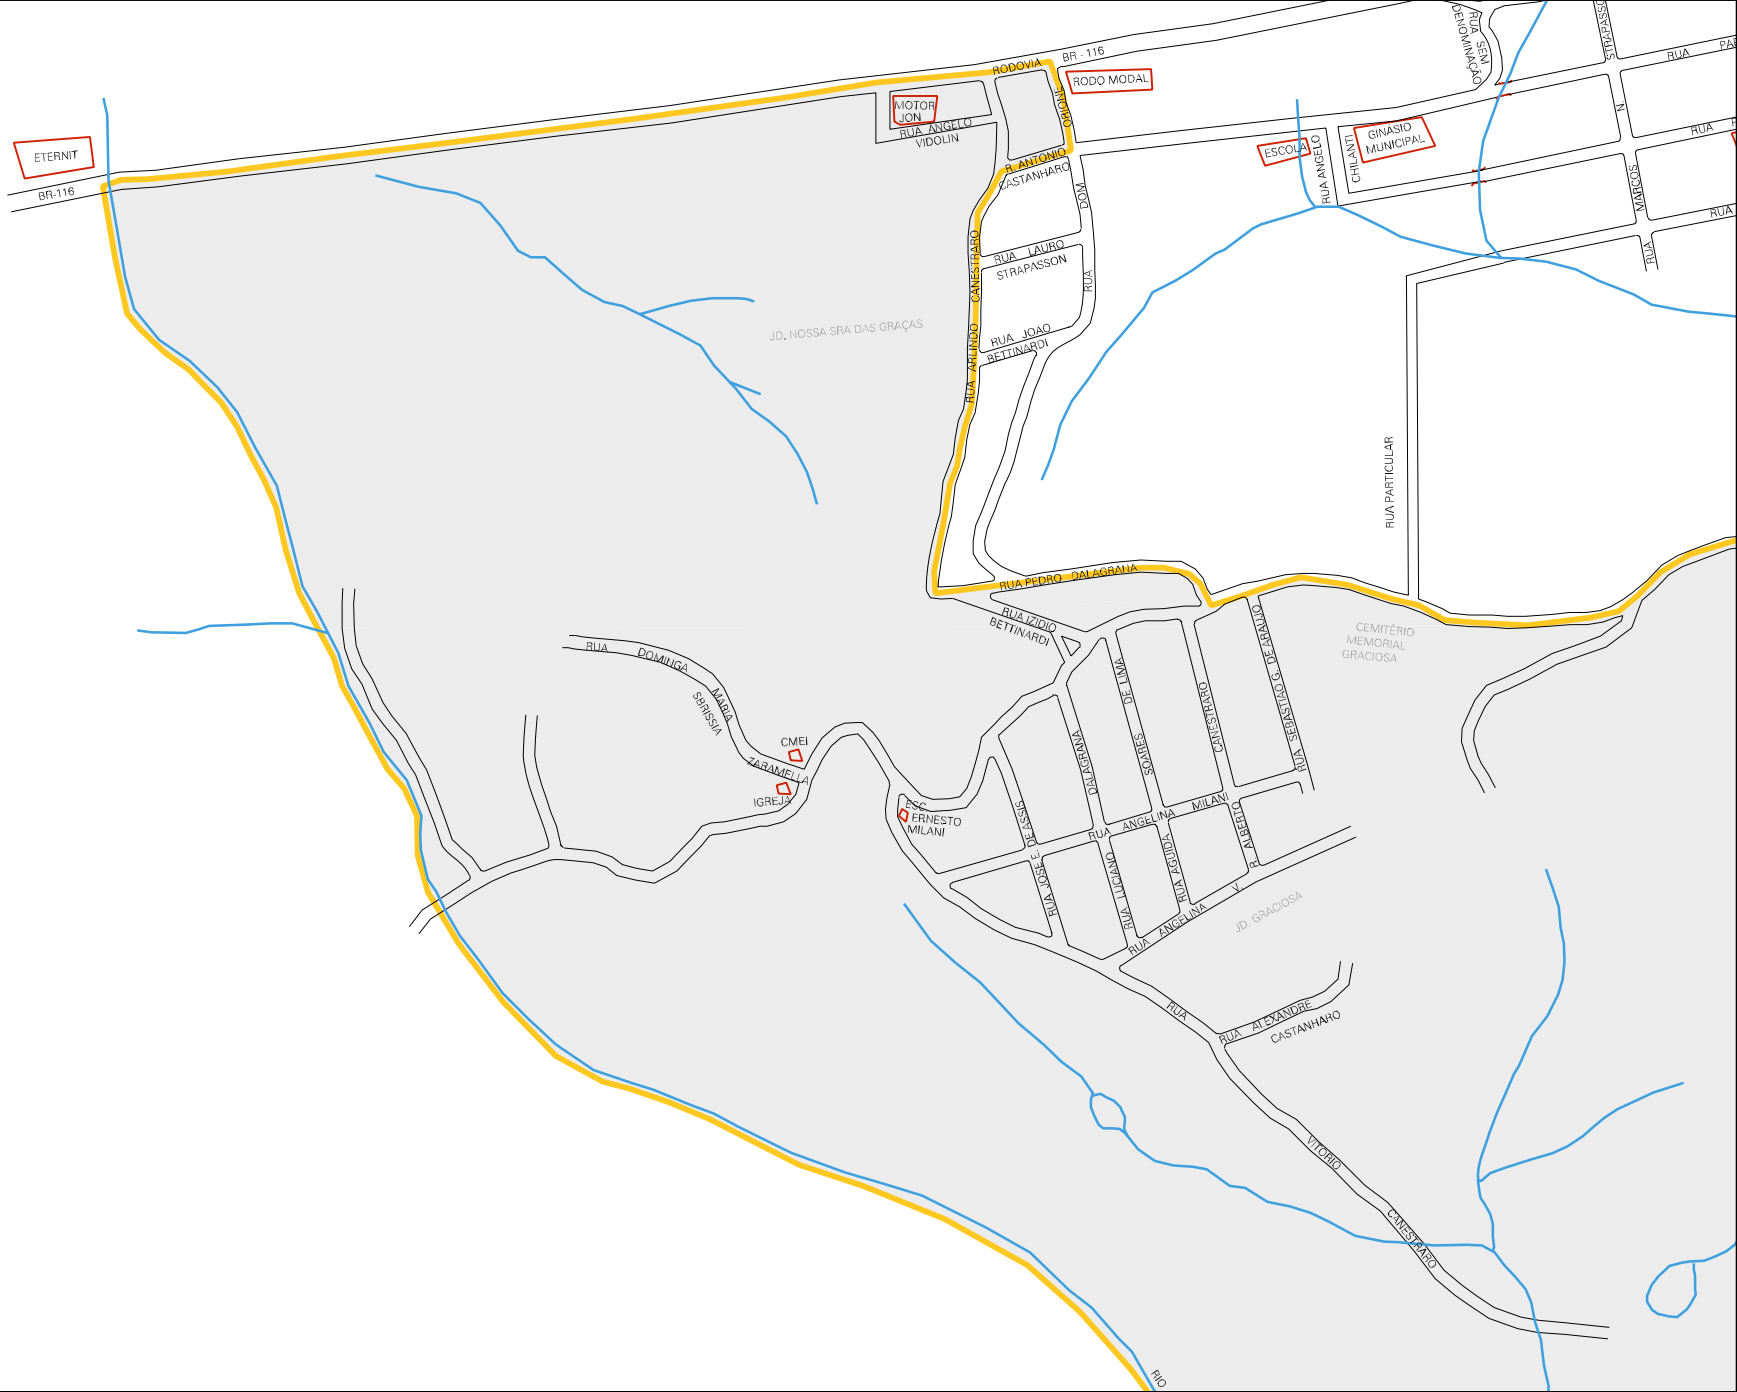 BR - 116
RODOVIA
RODO MODAL
ORIONE
MOTOR
JON
RUA ANGELO
VIDOLIN
ETERNIT
BR-116
R. ANTONIO
CASTANHARO
DOM
RUA
RUA SEM
DENOMINAÇÃO
RUA
RUA
RUA
N.
MARCOS
RUA
ESCOLA
RUA ANGELO
CHILANTI
GINÁSIO
MUNICIPAL
RUA LAURO
STRAPASSON
RUA ARLINDO CANESTRARO
JD. NOSSA SRA DAS GRAÇAS
RUA JOAO
BETTINARDI
RUA PARTICULAR
RUA PEDRO DALAGRANA
RUA IZIDIO
BETTINARDI
CEMITÉRIO
MEMORIAL
GRACIOSA
RUA DOMINGA
MARIA
SBRISSIA
ZARAMELLA
CMEI
IGREJA
ESC.
ERNESTO
MILANI
RUA JOSE E. DE ASSIS
RUA LUCIANO DALAGRANA
RUA AGUIDA SOARES DE LIMA
R. ALBERTO CANESTRARO
RUA SEBASTIAO G. DE ARAUJO
RUA ANGELINA MILANI
RUA ANGELINA V.
JD. GRACIOSA
RUA ALEXANDRE
CASTANHARO
RUA VITORIO CANESTRARO
RIO